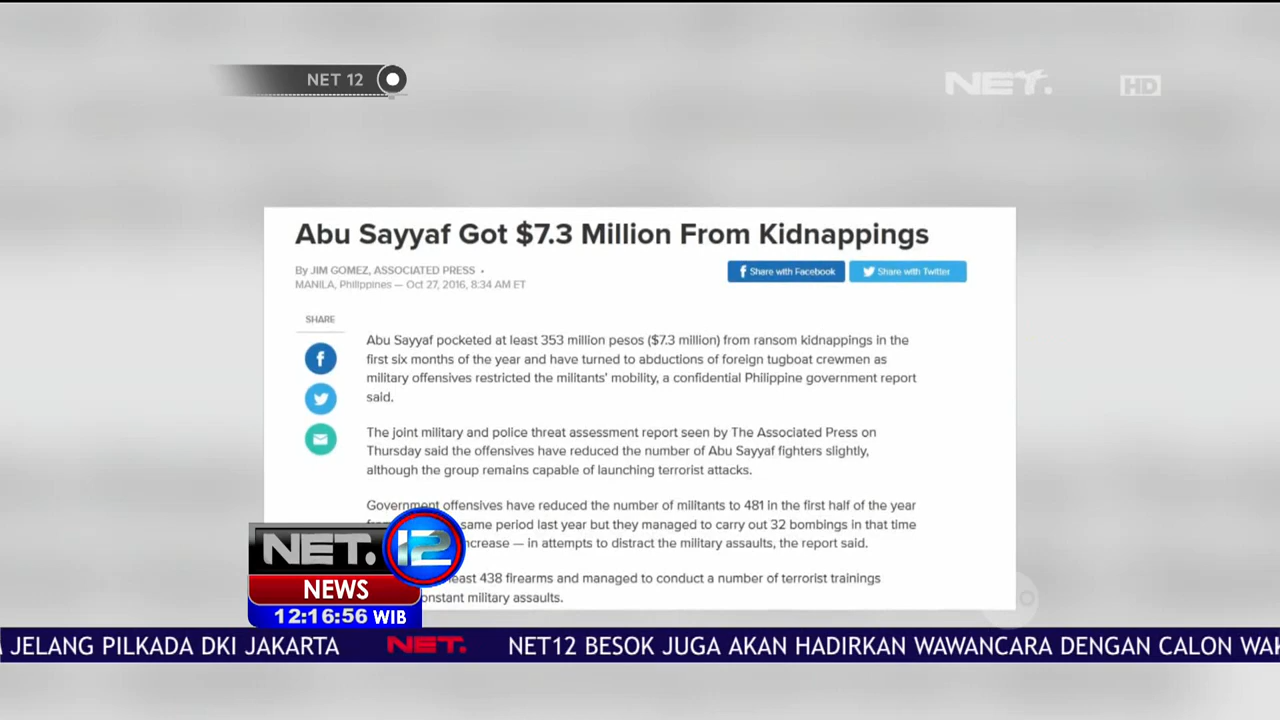 NET 12
NET.
HD
Abu Sayyaf Got $7.3 Million From Kidnappings
By JIM GOMEZ, ASSOCIATED PRESS •
MANILA, Philippines — Oct 27, 2016, 8:34 AM ET
Share with Facebook
Share with Twitter
SHARE
Abu Sayyaf pocketed at least 353 million pesos ($7.3 million) from ransom kidnappings in the
first six months of the year and have turned to abductions of foreign tugboat crewmen as
military offensives restricted the militants' mobility, a confidential Philippine government report
said.
The joint military and police threat assessment report seen by The Associated Press on
Thursday said the offensives have reduced the number of Abu Sayyaf fighters slightly,
although the group remains capable of launching terrorist attacks.
Government offensives have reduced the number of militants to 481 in the first half of the year
same period last year but they managed to carry out 32 bombings in that time
— in attempts to distract the military assaults, the report said.
438 firearms and managed to conduct a number of terrorist trainings
military assaults.
NET. 12
NEWS
12:16:56 WIB
JELANG PILKADA DKI JAKARTA NET. NET12 BESOK JUGA AKAN HADIRKAN WAWANCARA DENGAN CALON